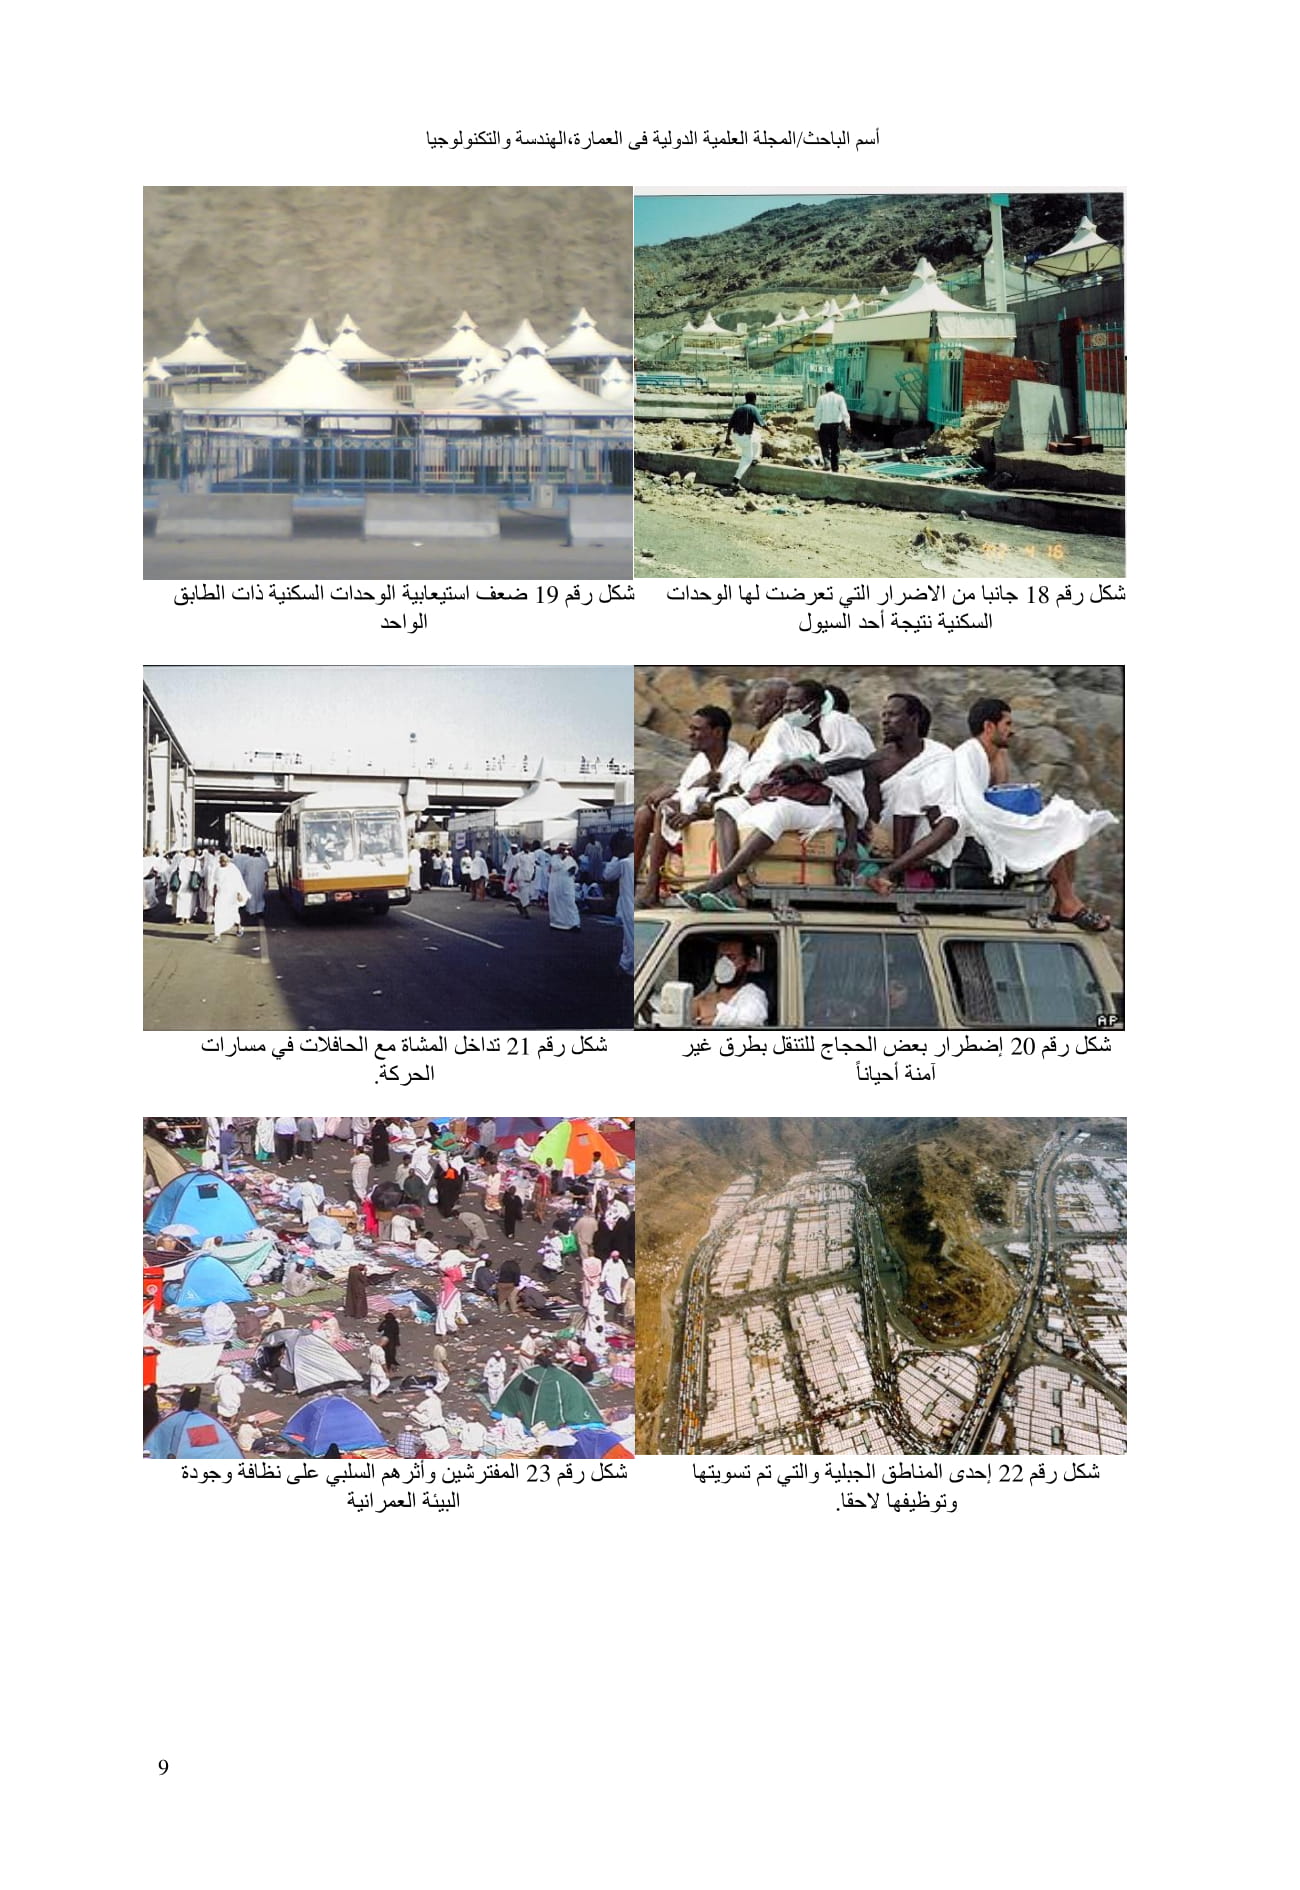 أسم الباحث/المجلة العلمية الدولية فى العمارة،الهندسة والتكنولوجيا
شكل رقم 18 جانبا من الاضرار التي تعرضت لها الوحدات
السكنية نتيجة أحد السيول
شكل رقم 19 ضعف استيعابية الوحدات السكنية ذات الطابق
الواحد
AP
شكل رقم 20 إضطرار بعض الحجاج للتنقل بطرق غير
آمنة أحياناً
شكل رقم 21 تداخل المشاة مع الحافلات في مسارات
الحركة.
شكل رقم 22 إحدى المناطق الجبلية والتي تم تسويتها
وتوظيفها لاحقا.
شكل رقم 23 المفترشين وأثرهم السلبي على نظافة وجودة
البيئة العمرانية
9